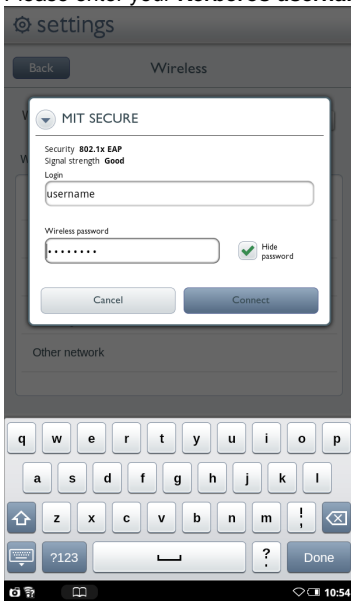 Please enter your Kerberos userna
settings
Back Wireless
MIT SECURE
Security 802.1x EAP
Signal strength Good
Login
username
Wireless password
........
Hide
password
Cancel Connect
Other network
q w e r t y u i o p
a s d f g h j k l
z x c v b n m ! ,
?123 ? . Done
10:54